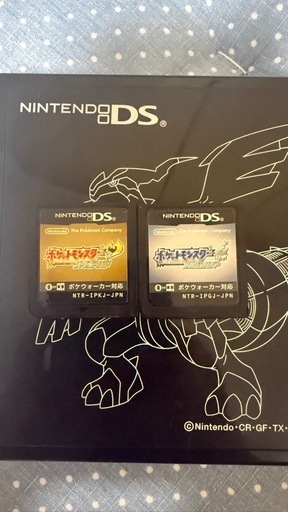 NINTENDO DS®
NINTENDO DS™
Nintendo The Pokémon Company
ポケットモンスター
ポケウォーカー対応
NTR-IPKJ-JPN
NINTENDO DS™
Nintendo The Pokémon Company
ポケットモンスター
ポケウォーカー対応
NTR-IPGJ-JPN
©Nintendo・CR・GF・TX・